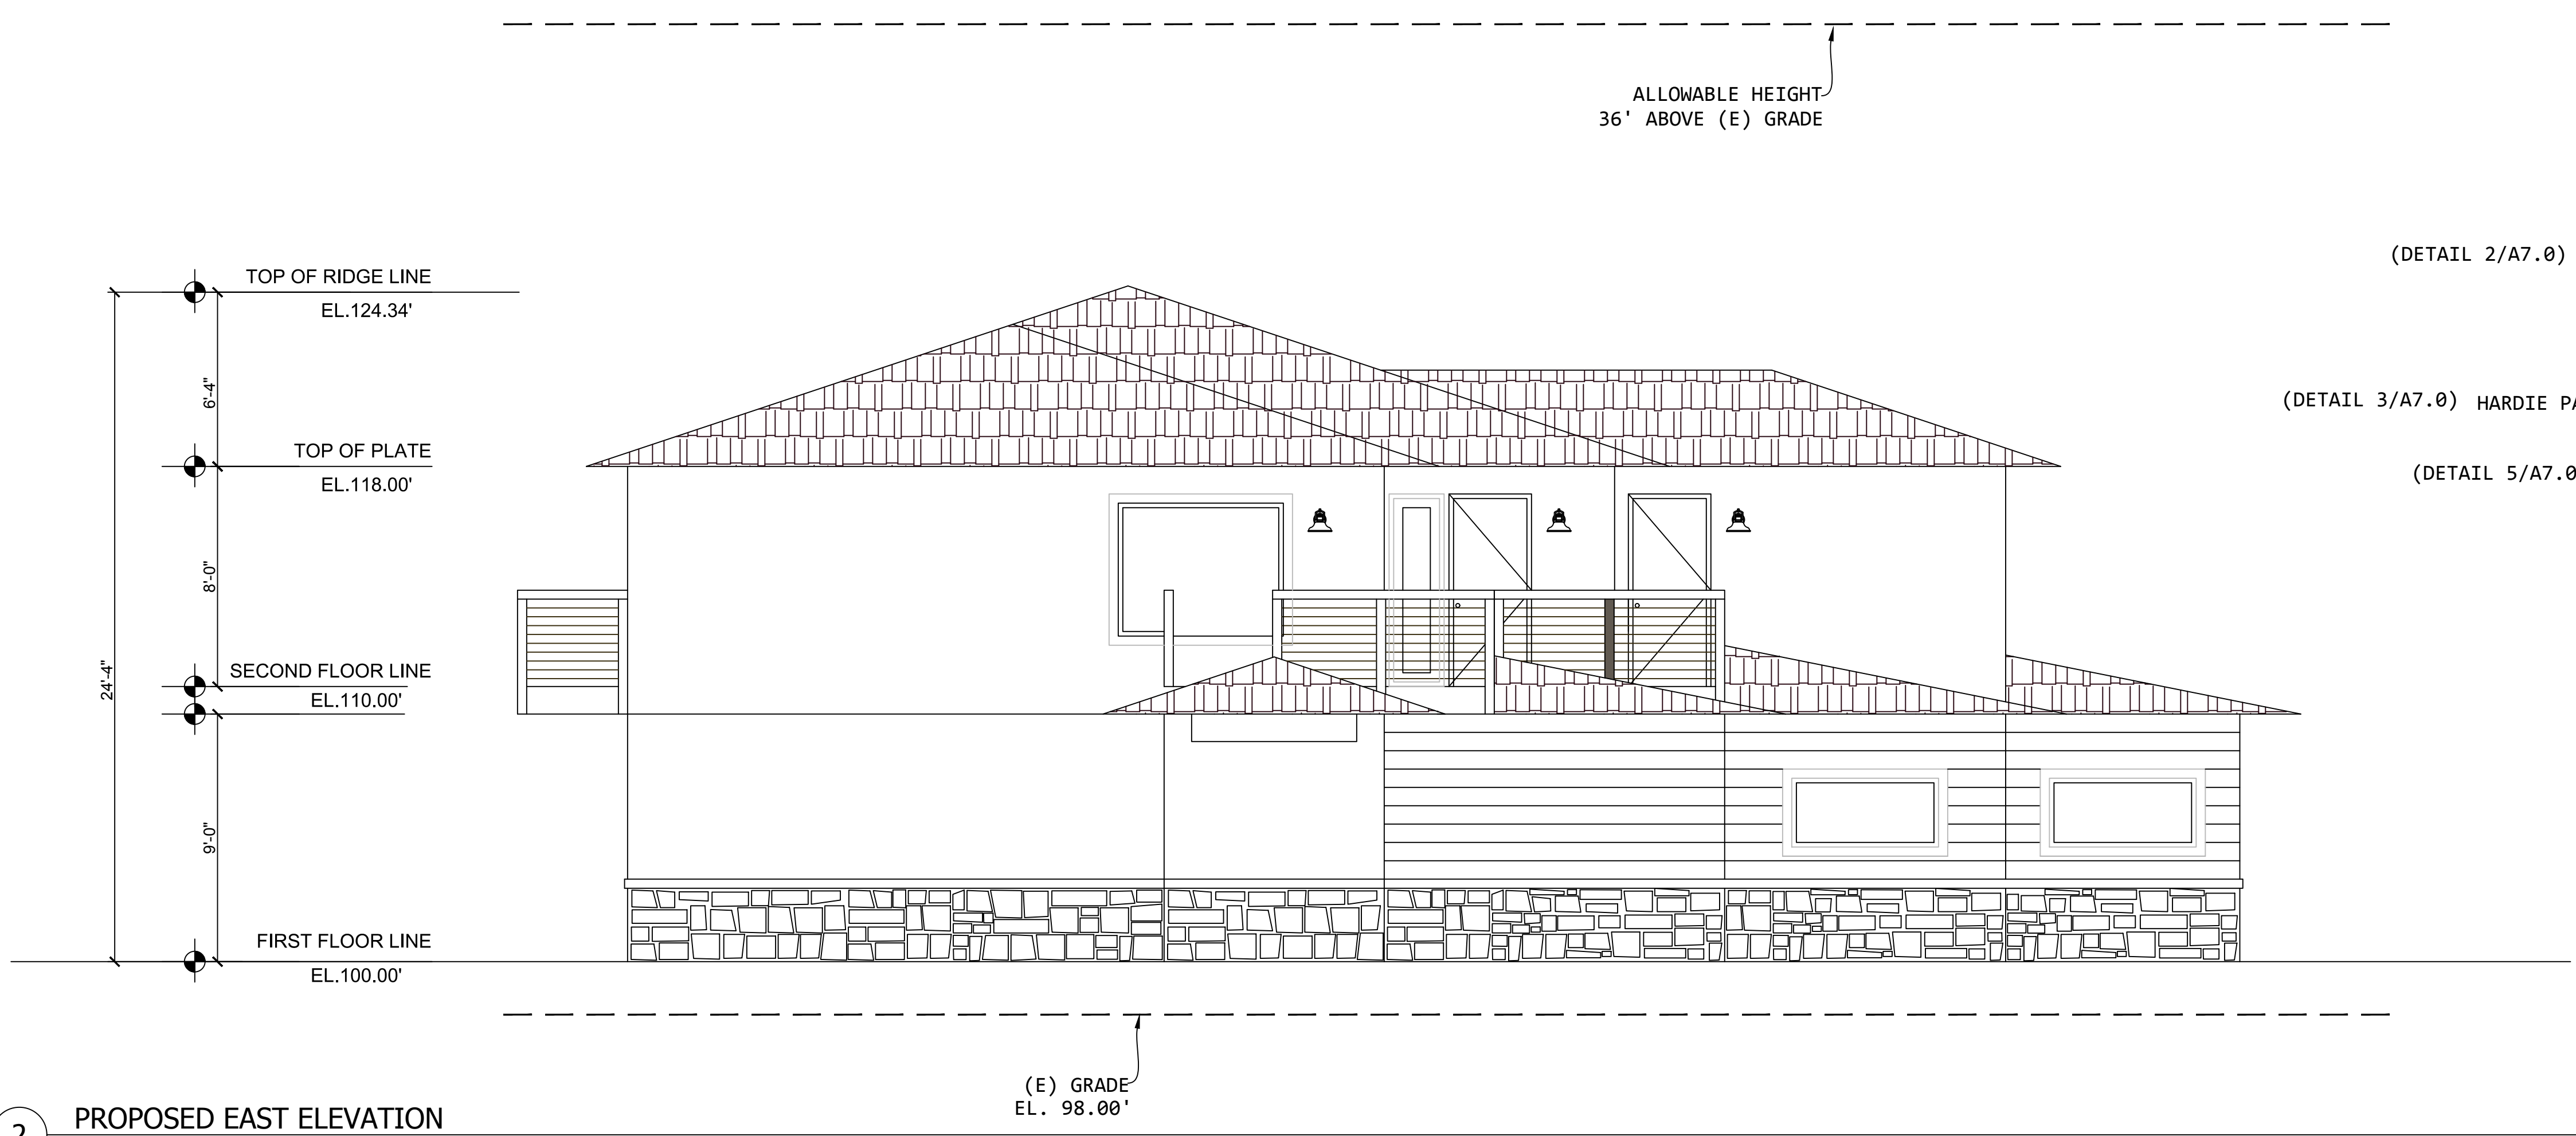 ALLOWABLE HEIGHT
36' ABOVE (E) GRADE
(DETAIL 2/A7.0)
TOP OF RIDGE LINE
EL.124.34'
6'-4"
(DETAIL 3/A7.0) HARDIE PA
TOP OF PLATE
EL.118.00'
(DETAIL 5/A7.0
8'-0"
24'-4"
SECOND FLOOR LINE
EL.110.00'
9'-0"
FIRST FLOOR LINE
EL.100.00'
(E) GRADE
EL. 98.00'
2
PROPOSED EAST ELEVATION